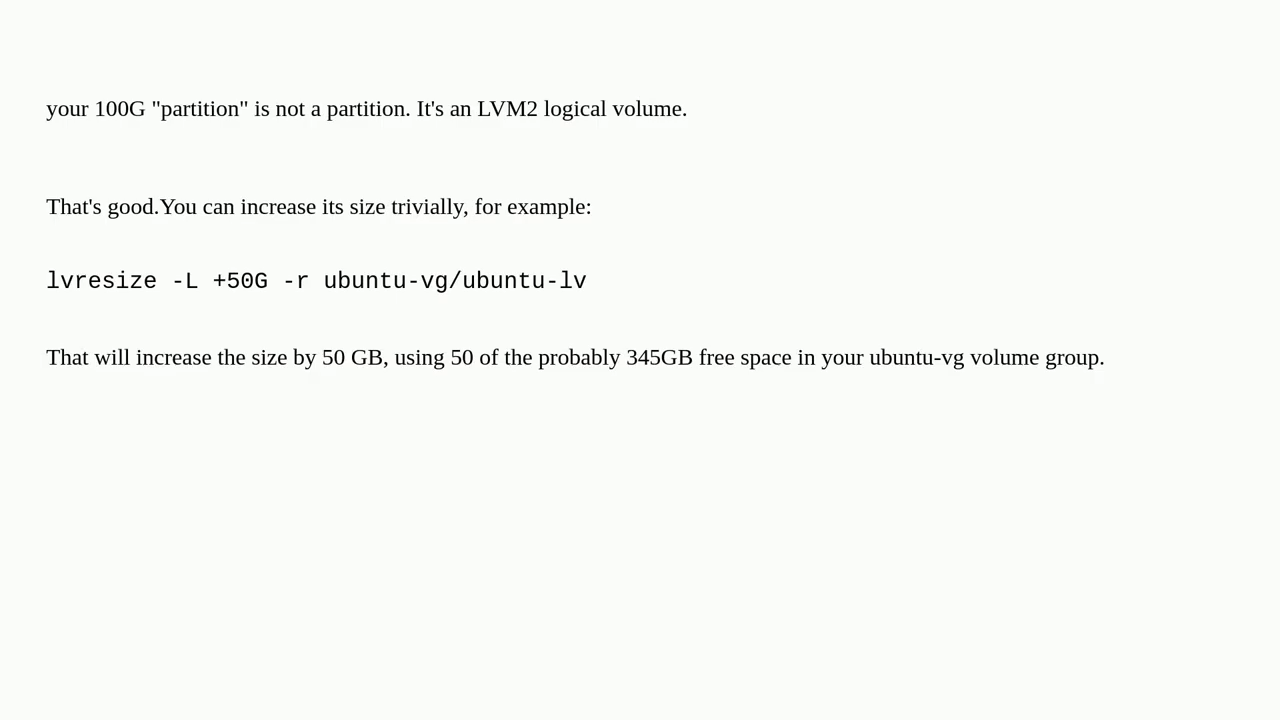 your 100G "partition" is not a partition. It's an LVM2 logical volume.
That's good.You can increase its size trivially, for example:
lvresize -L +50G -r ubuntu-vg/ubuntu-lv
That will increase the size by 50 GB, using 50 of the probably 345GB free space in your ubuntu-vg volume group.